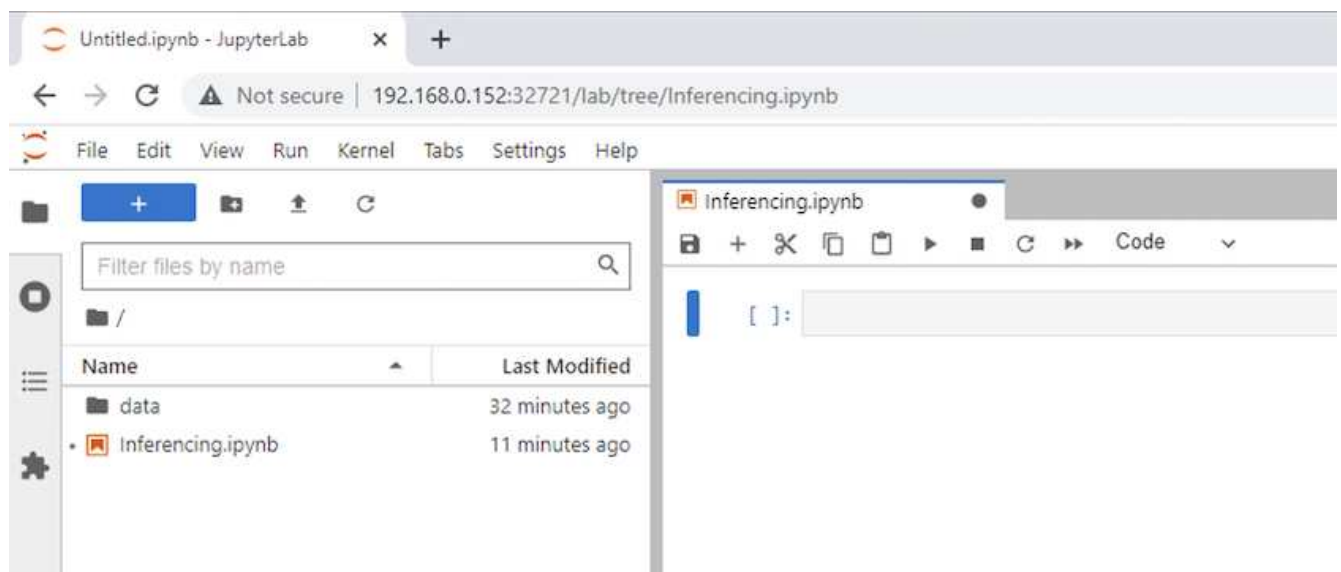 Untitled.ipynb - JupyterLab
Not secure | 192.168.0.152:32721/lab/tree/Inferencing.ipynb
File Edit View Run Kernel Tabs Settings Help
Inferencing.ipynb
Code
Filter files by name
/
[ ]:
Name Last Modified
data 32 minutes ago
Inferencing.ipynb 11 minutes ago